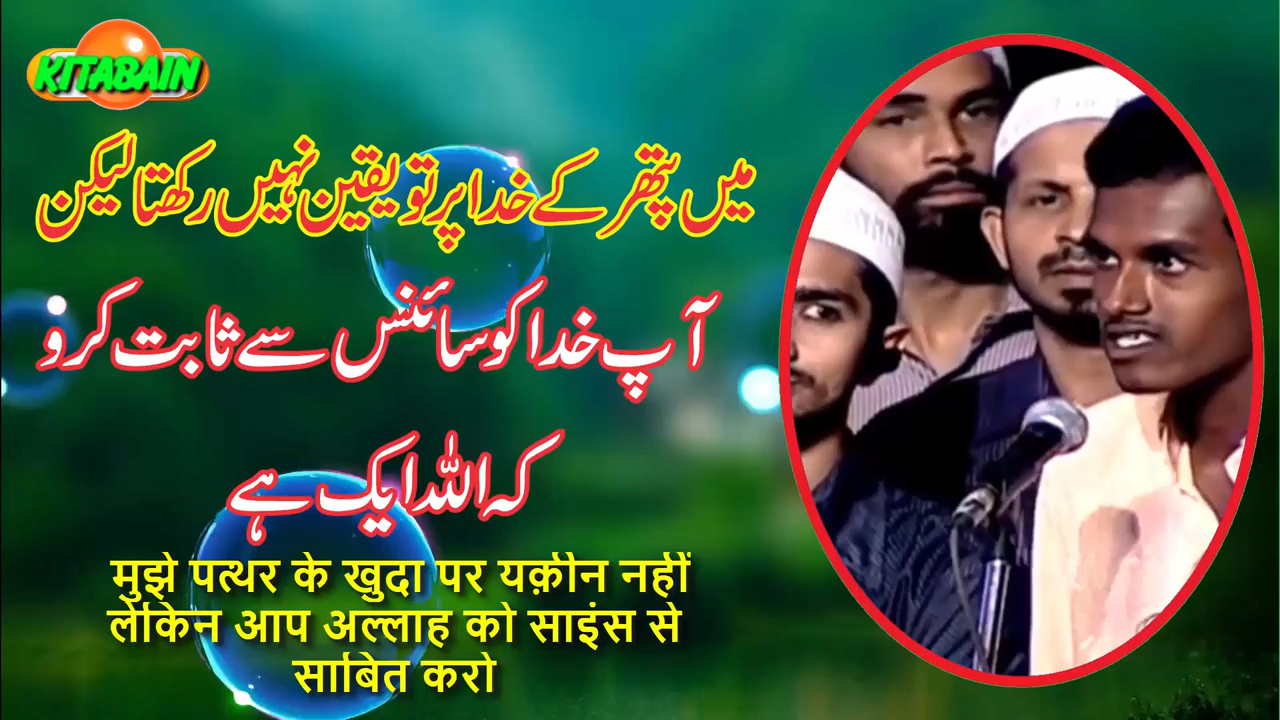 KITABAIN
میں پتھر کے خدا پر تو یقین نہیں رکھتا لیکن
آپ خدا کو سائنس سے ثابت کرو
کہ اللہ ایک ہے
मुझे पत्थर के खुदा पर यक़ीन नहीं
लेकिन आप अल्लाह को साइंस से
साबित करो